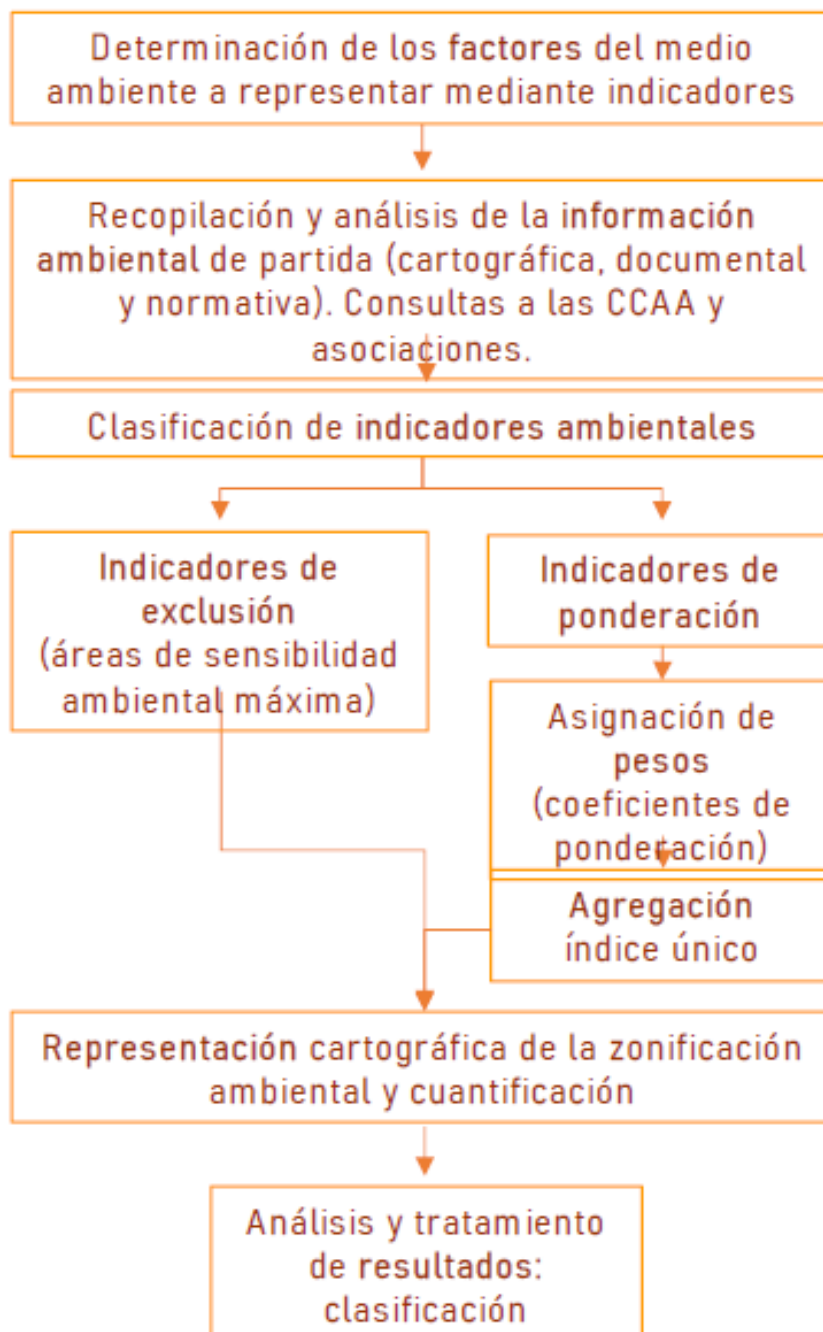 Determinación de los factores del medio
ambiente a representar mediante indicadores
Recopilación y análisis de la información
ambiental de partida (cartográfica, documental
y normativa). Consultas a las CCAA y
asociaciones.
Clasificación de indicadores ambientales
Indicadores de
exclusión
(áreas de sensibilidad
ambiental máxima)
Indicadores de
ponderación
Asignación de
pesos
(coeficientes de
ponderación)
Agregación
índice único
Representación cartográfica de la zonificación
ambiental y cuantificación
Análisis y tratamiento
de resultados:
clasificación